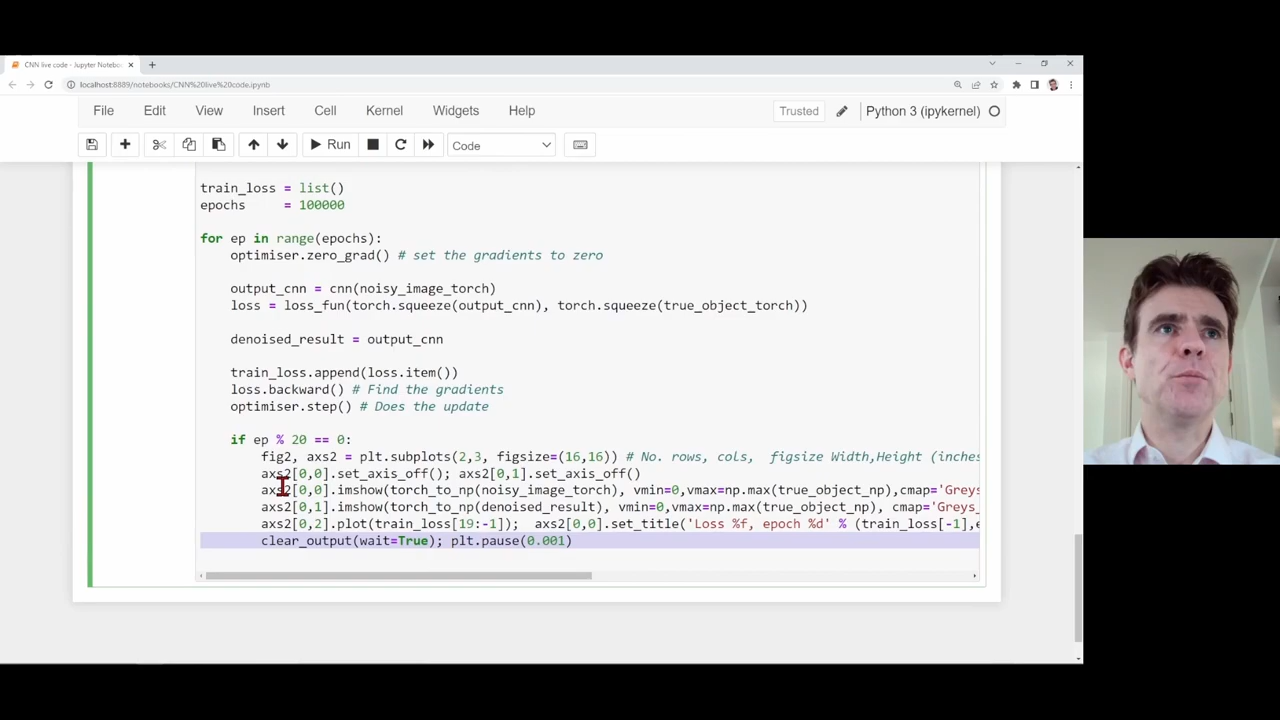 CNN live code - Jupyter Notebo
localhost:8889/notebooks/CNN%20live%20code.ipynb
File Edit View Insert Cell Kernel Widgets Help Trusted Python 3 (ipykernel)
Run Code
train_loss = list()
epochs     = 100000
for ep in range(epochs):
    optimiser.zero_grad() # set the gradients to zero
    output_cnn = cnn(noisy_image_torch)
    loss = loss_fun(torch.squeeze(output_cnn), torch.squeeze(true_object_torch))
    denoised_result = output_cnn
    train_loss.append(loss.item())
    loss.backward() # Find the gradients
    optimiser.step() # Does the update
    if ep % 20 == 0:
        fig2, axs2 = plt.subplots(2,3, figsize=(16,16)) # No. rows, cols,  figsize Width,Height (inches
        axs2[0,0].set_axis_off(); axs2[0,1].set_axis_off()
        axs2[0,0].imshow(torch_to_np(noisy_image_torch), vmin=0,vmax=np.max(true_object_np),cmap='Greys_
        axs2[0,1].imshow(torch_to_np(denoised_result), vmin=0,vmax=np.max(true_object_np), cmap='Greys_
        axs2[0,2].plot(train_loss[19:-1]);  axs2[0,0].set_title('Loss %f, epoch %d' % (train_loss[-1],e
        clear_output(wait=True); plt.pause(0.001)